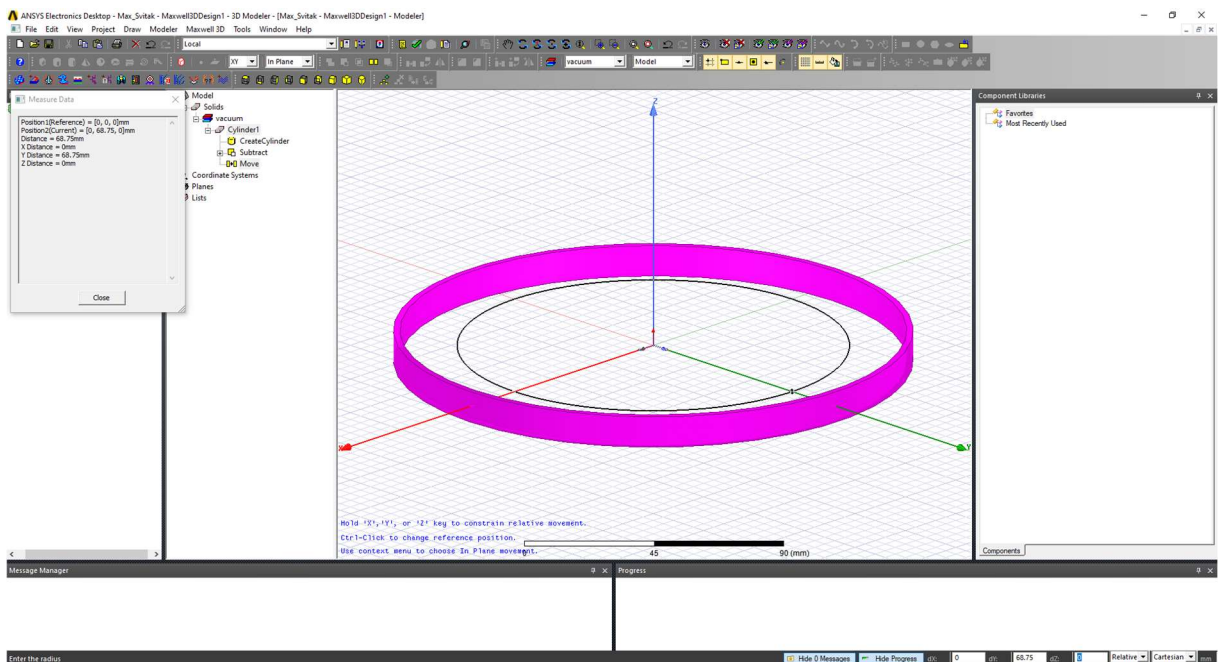 ANSYS Electronics Desktop - Max_Svitak - Maxwell3DDesign1 - 3D Modeler - [Max_Svitak - Maxwell3DDesign1 - Modeler]
File Edit View Project Draw Modeler Maxwell 3D Tools Window Help
Local
XY In Plane vacuum Model
Measure Data
Position1(Reference) = [0, 0, 0]mm
Position2(Current) = [0, 68.75, 0]mm
Distance = 68.75mm
X Distance = 0mm
Y Distance = 68.75mm
Z Distance = 0mm
Close
Model
Solids
vacuum
Cylinder1
CreateCylinder
Subtract
Move
Coordinate Systems
Planes
Lists
Z
X
Y
Hold 'X','Y', or 'Z' key to constrain relative movement.
Ctrl-Click to change reference position.
Use context menu to choose In Plane movement.
0 45 90 (mm)
Component Libraries
Favorites
Most Recently Used
Components
Message Manager
Progress
Enter the radius
Hide 0 Messages Hide Progress dX: 0 dY: 68.75 dZ: 0 Relative Cartesian mm